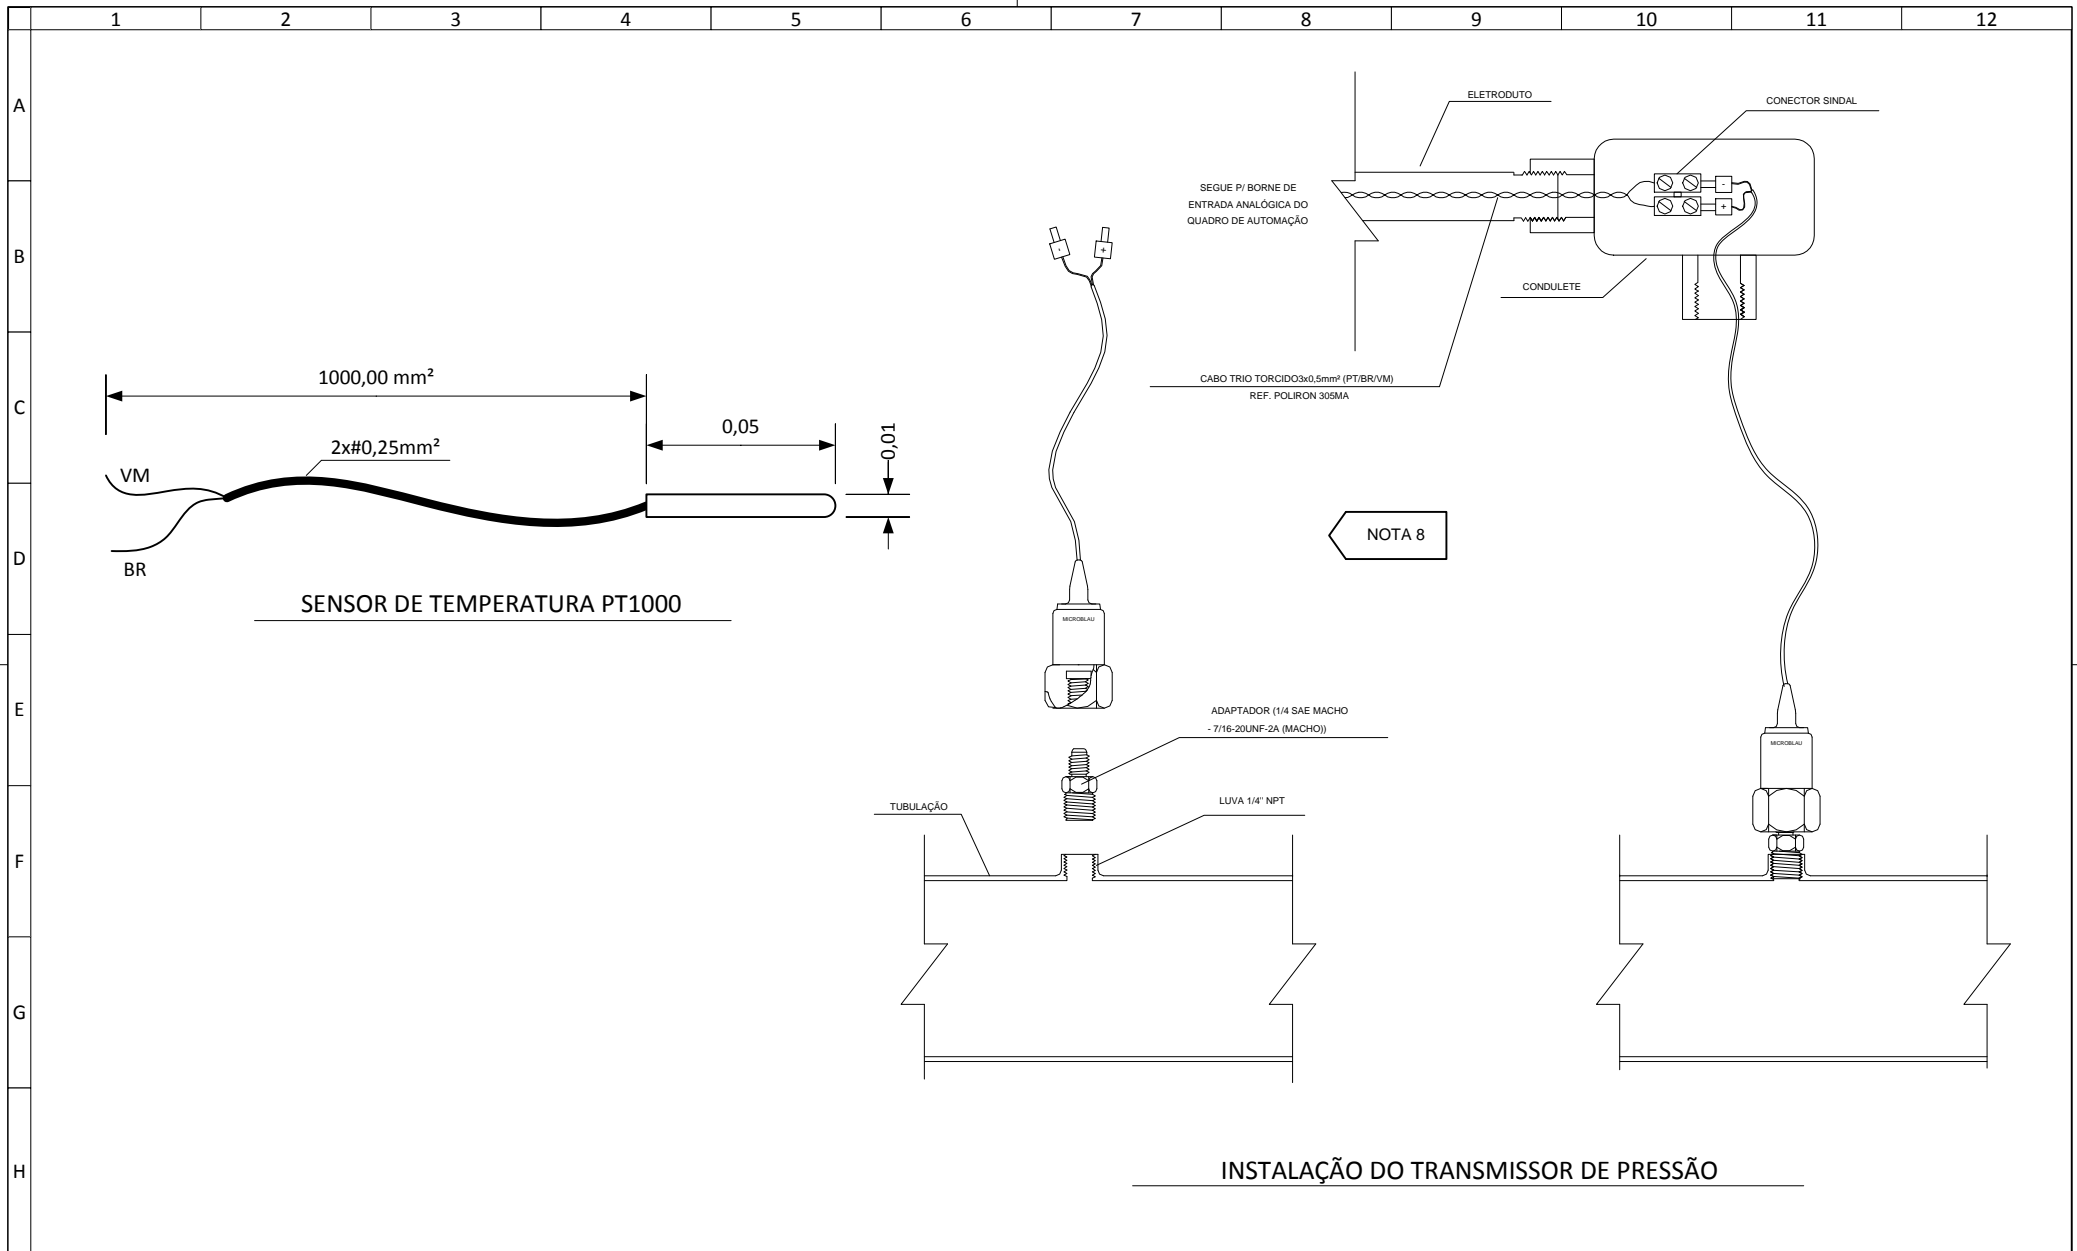 1 2 3 4 5 6 7 8 9 10 11 12
A
B
C
D
E
F
G
H
1000,00 mm²
0,05
0,01
2x#0,25mm²
VM
BR
SENSOR DE TEMPERATURA PT1000
ELETRODUTO
CONECTOR SINDAL
SEGUE P/ BORNE DE
ENTRADA ANALÓGICA DO
QUADRO DE AUTOMAÇÃO
-
+
-
+
CONDULETE
CABO TRIO TORCIDO3x0,5mm² (PT/BR/VM)
REF. POLIRON 305MA
NOTA 8
MICROBLAU
ADAPTADOR (1/4 SAE MACHO
- 7/16-20UNF-2A (MACHO))
MICROBLAU
TUBULAÇÃO
LUVA 1/4" NPT
INSTALAÇÃO DO TRANSMISSOR DE PRESSÃO